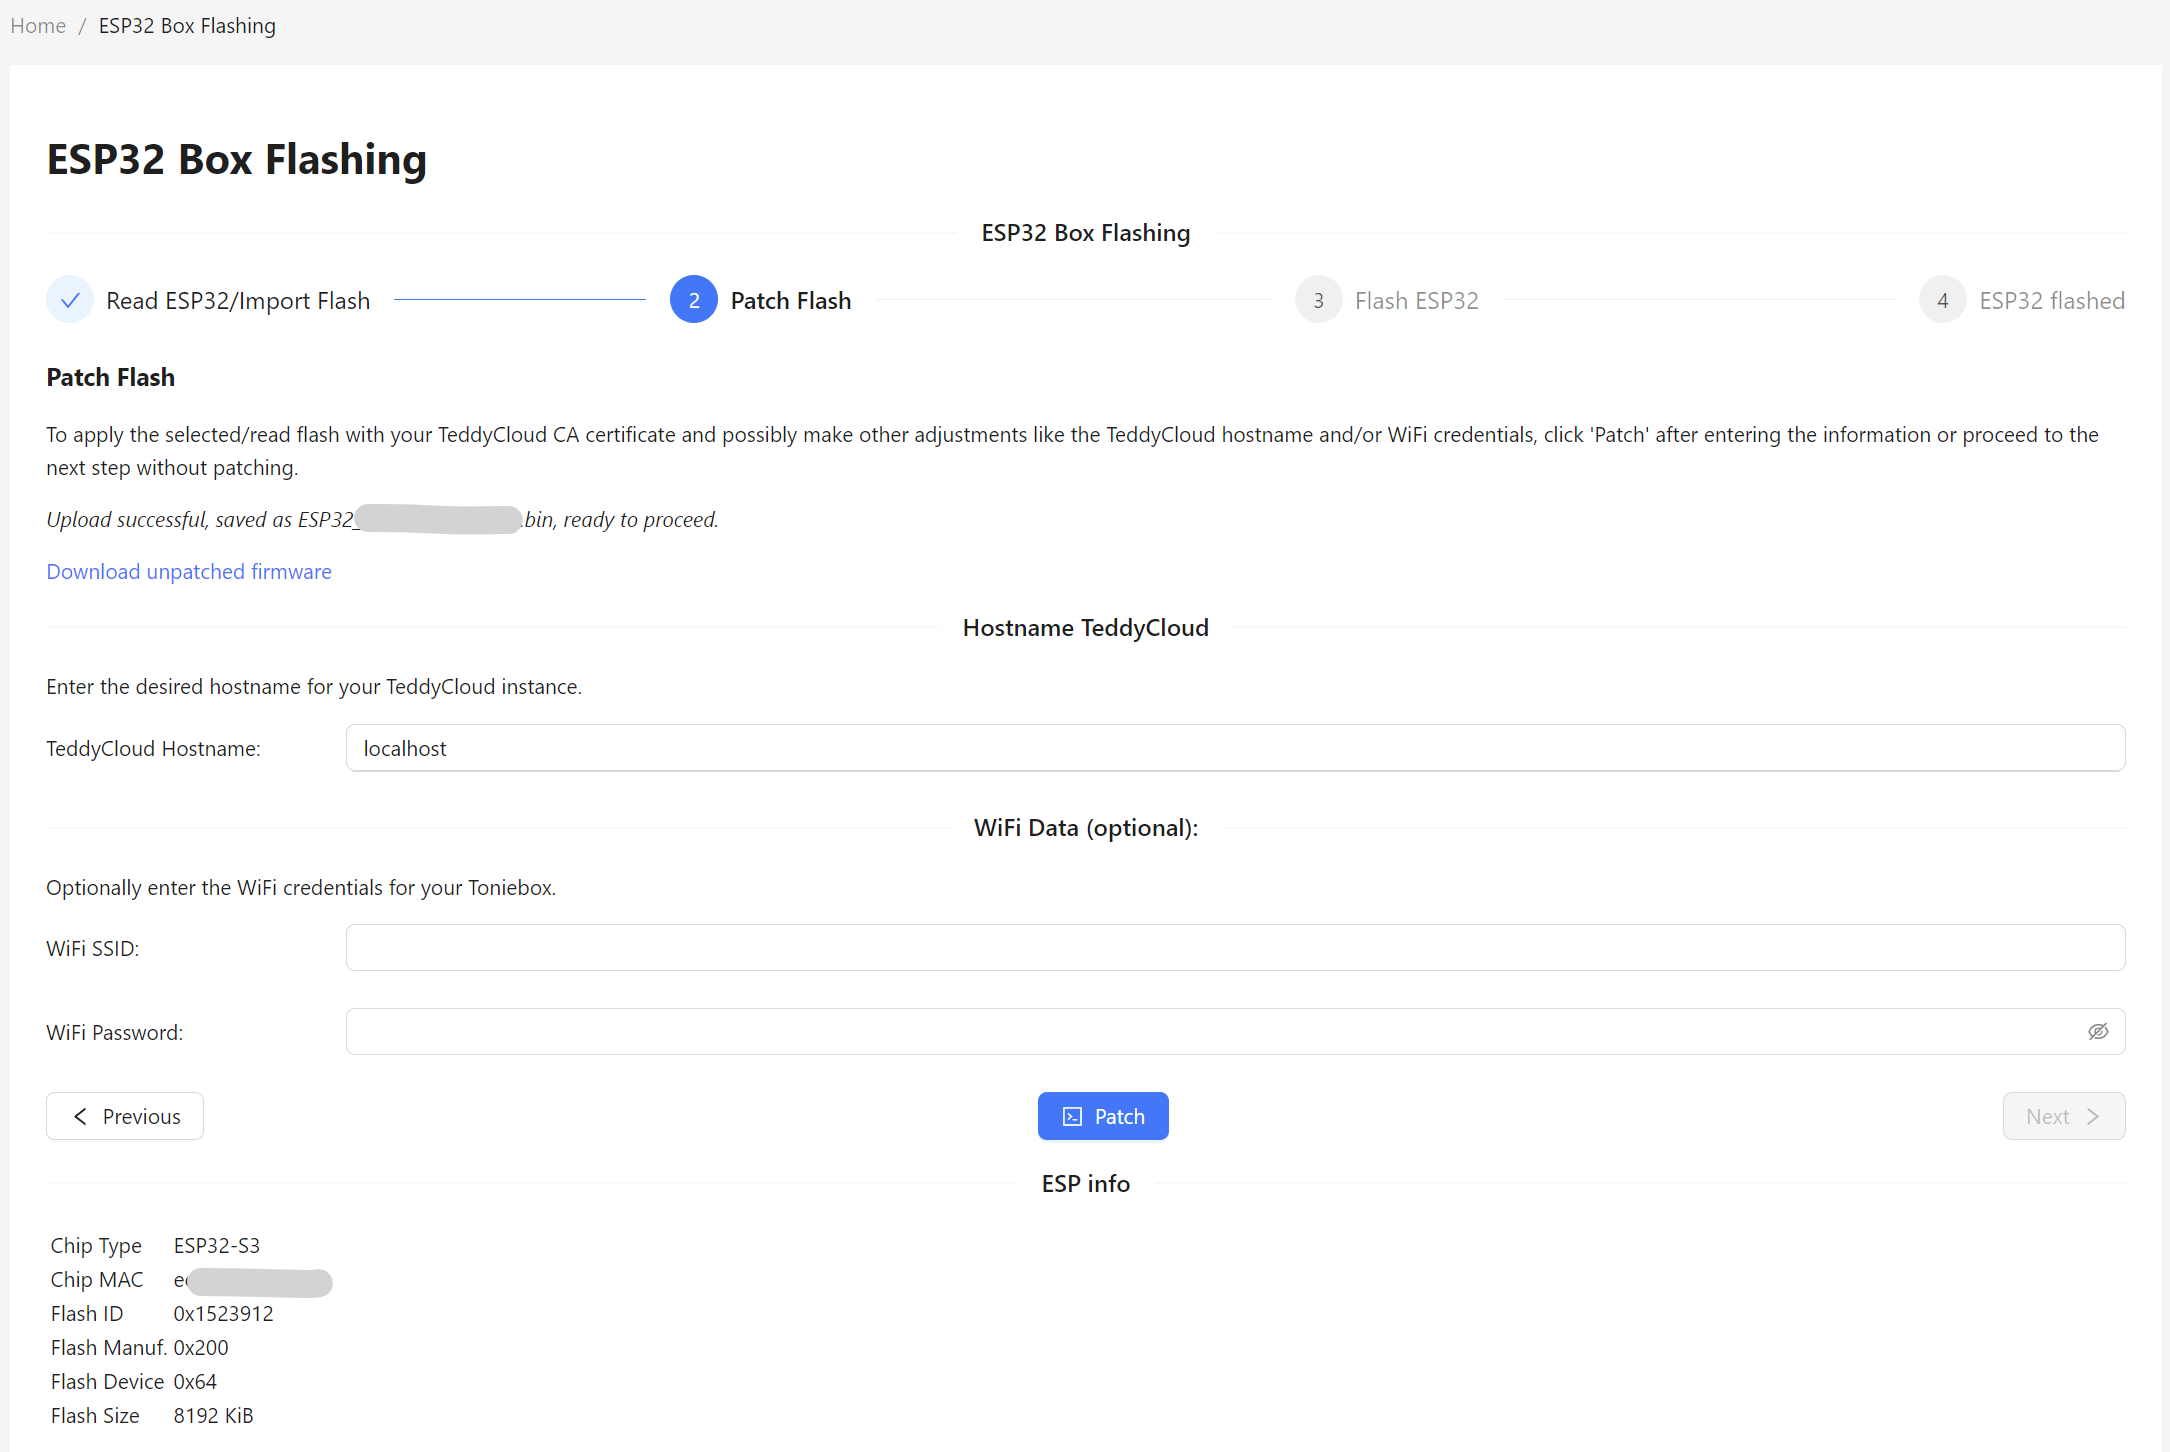 Home / ESP32 Box Flashing
ESP32 Box Flashing
ESP32 Box Flashing
Read ESP32/Import Flash
2 Patch Flash
3 Flash ESP32
4 ESP32 flashed
Patch Flash
To apply the selected/read flash with your TeddyCloud CA certificate and possibly make other adjustments like the TeddyCloud hostname and/or WiFi credentials, click 'Patch' after entering the information or proceed to the
next step without patching.
Upload successful, saved as ESP32_ .bin, ready to proceed.
Download unpatched firmware
Hostname TeddyCloud
Enter the desired hostname for your TeddyCloud instance.
TeddyCloud Hostname: localhost
WiFi Data (optional):
Optionally enter the WiFi credentials for your Toniebox.
WiFi SSID:
WiFi Password:
Previous
Patch
Next
ESP info
Chip Type ESP32-S3
Chip MAC
Flash ID 0x1523912
Flash Manuf. 0x200
Flash Device 0x64
Flash Size 8192 KiB